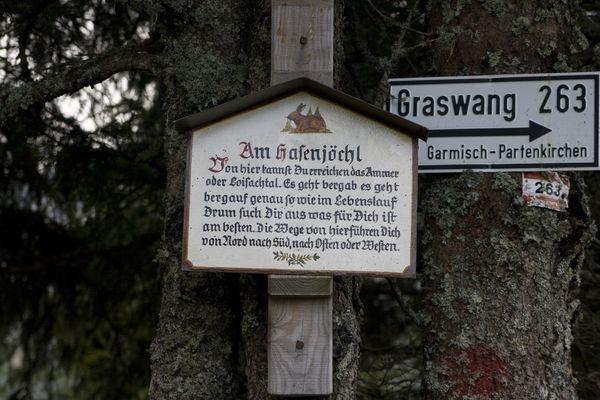 Am Hasenjöchl
Von hier kannst Du erreichen das Ammer
oder Loisachtal. Es geht bergab es geht
bergauf genau so wie im Lebenslauf
Drum such Dir aus was für Dich ist
am besten. Die Wege von hier führen Dich
von Nord nach Süd, nach Osten oder Westen.
Graswang 263
Garmisch-Partenkirchen
263